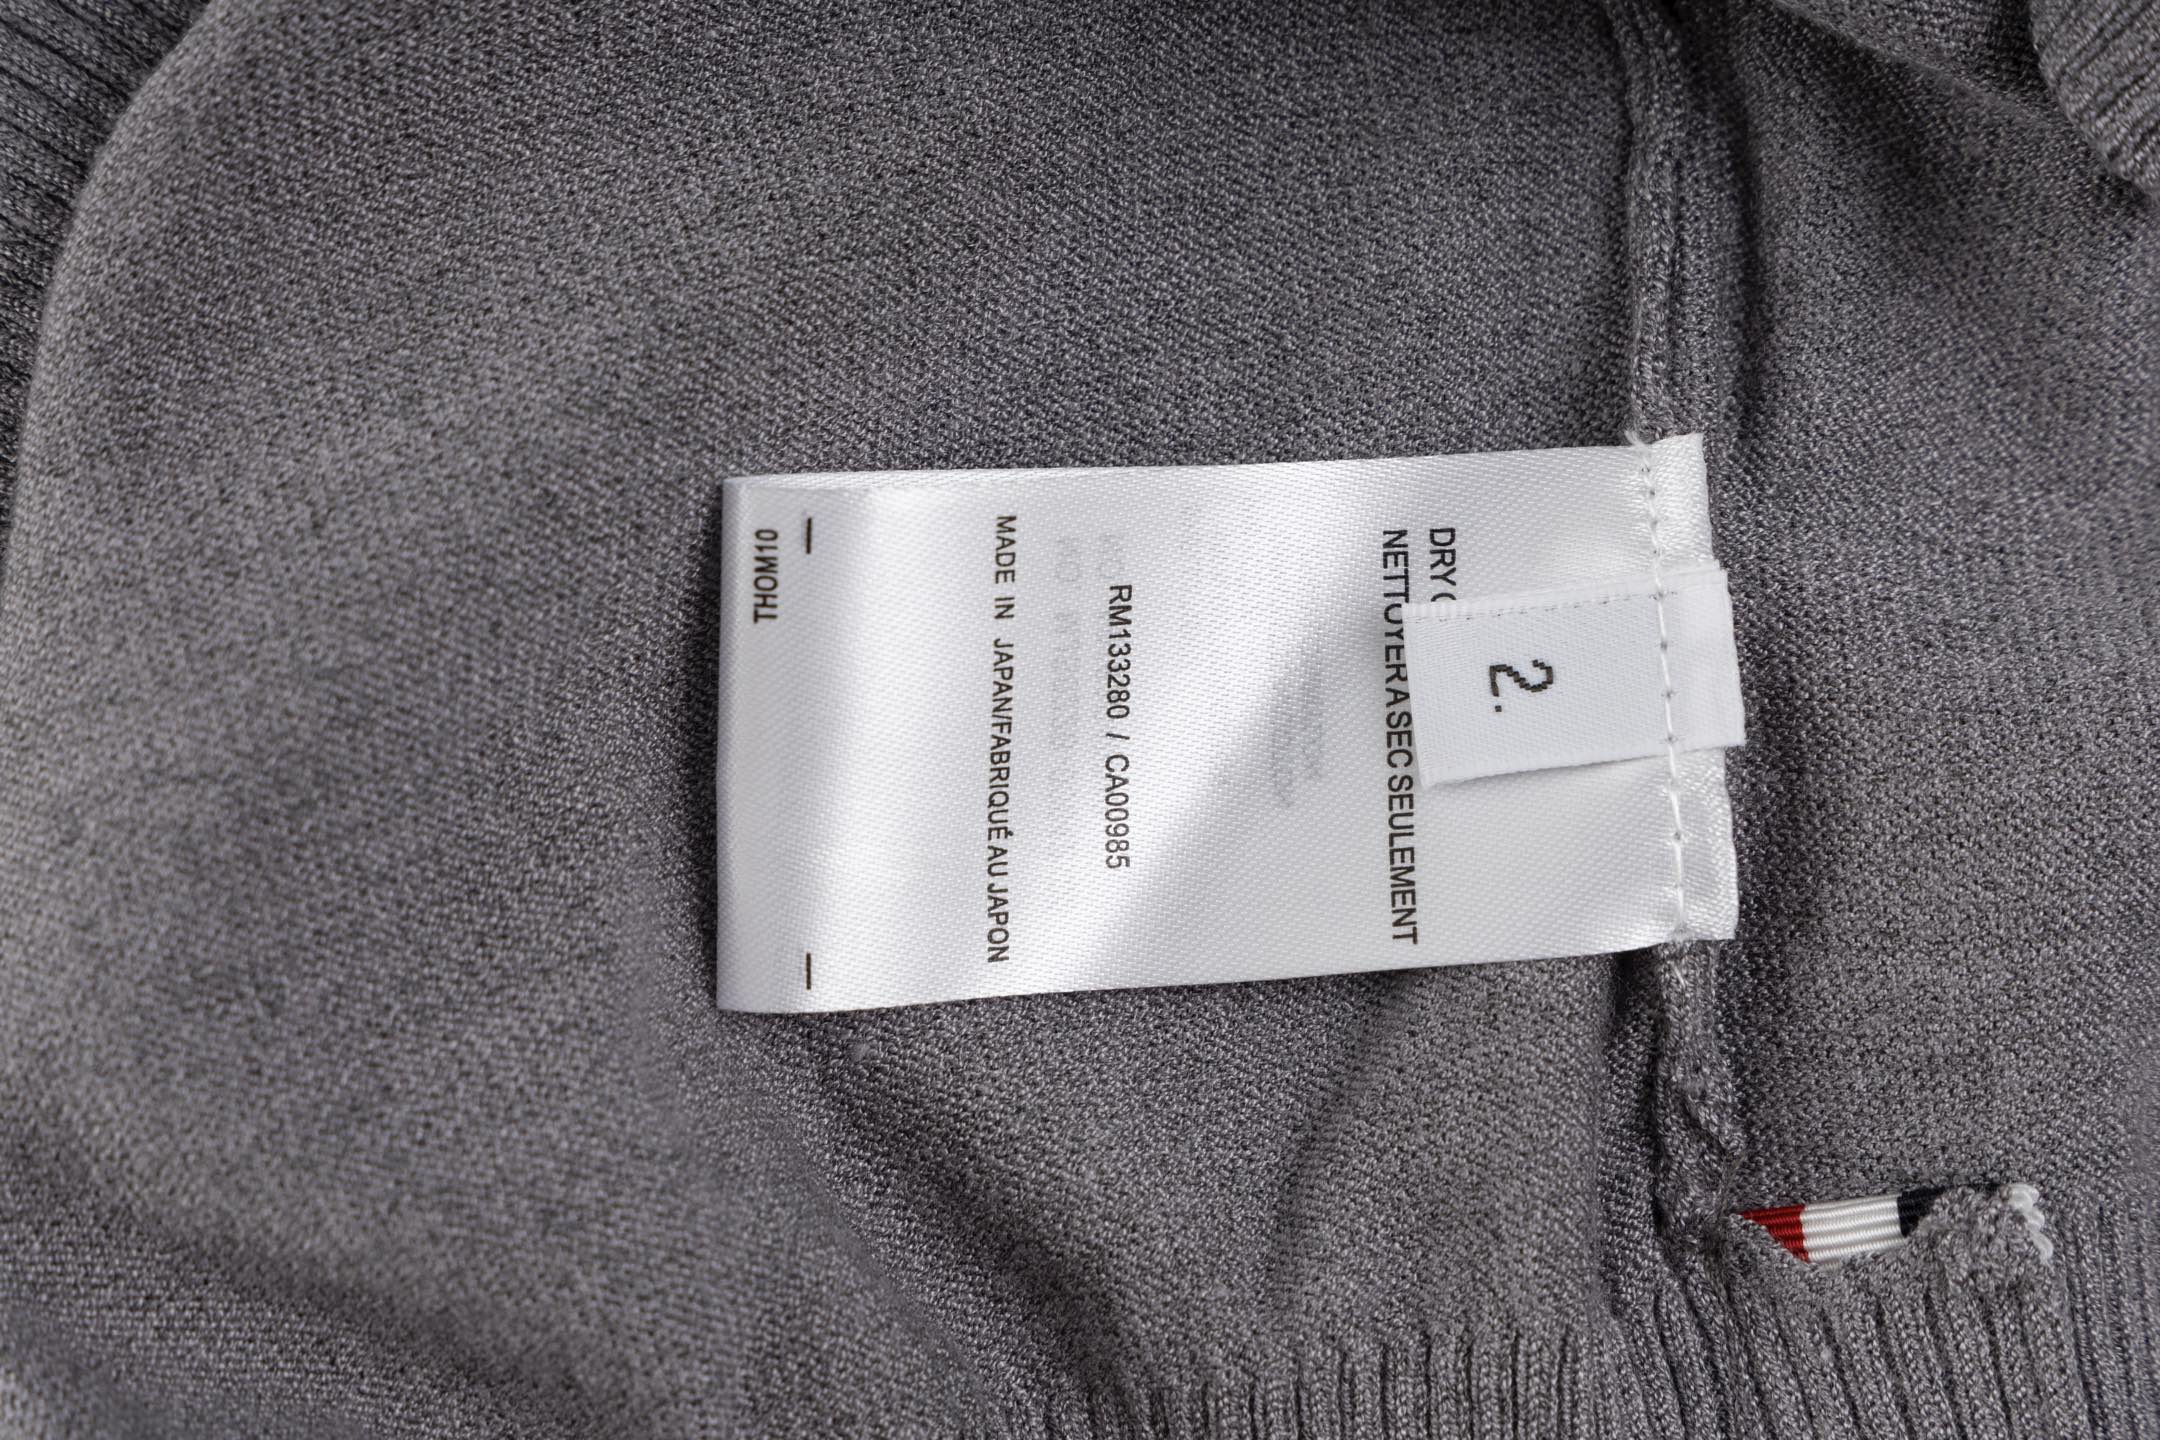 DRY
NETTOYER A SEC SEULEMENT
2.
RM133280 / CA00985
MADE IN JAPAN/FABRIQUÉ AU JAPON
THOM10